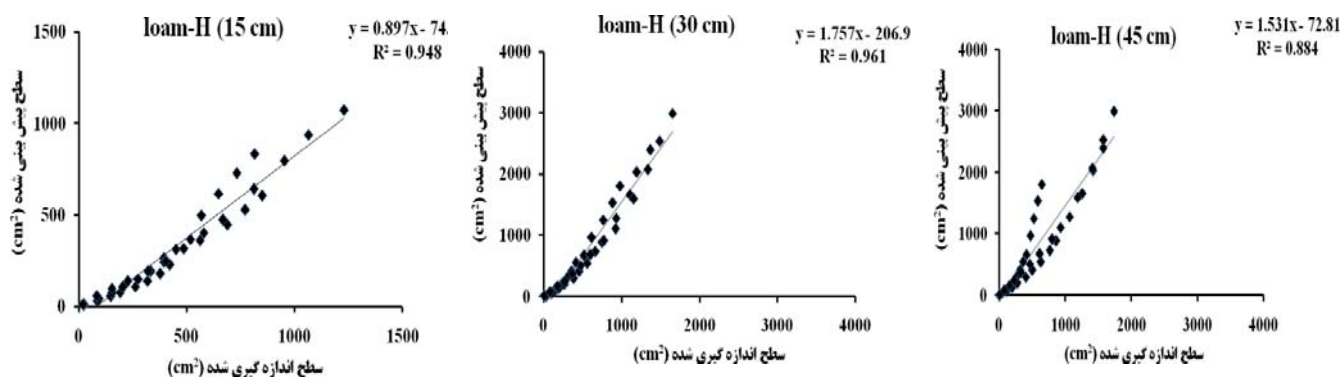 loam-H (15 cm)
y = 0.897x - 74.
R² = 0.948
سطح پیش بینی شده (cm²)
1500
1000
500
0
0 500 1000 1500
سطح اندازه گیری شده (cm²)
loam-H (30 cm)
y = 1.757x - 206.9
R² = 0.961
سطح پیش بینی شده (cm²)
4000
3000
2000
1000
0
0 1000 2000 3000 4000
سطح اندازه گیری شده (cm²)
loam-H (45 cm)
y = 1.531x - 72.81
R² = 0.884
سطح پیش بینی شده (cm²)
4000
3000
2000
1000
0
0 1000 2000 3000 4000
سطح اندازه گیری شده (cm²)